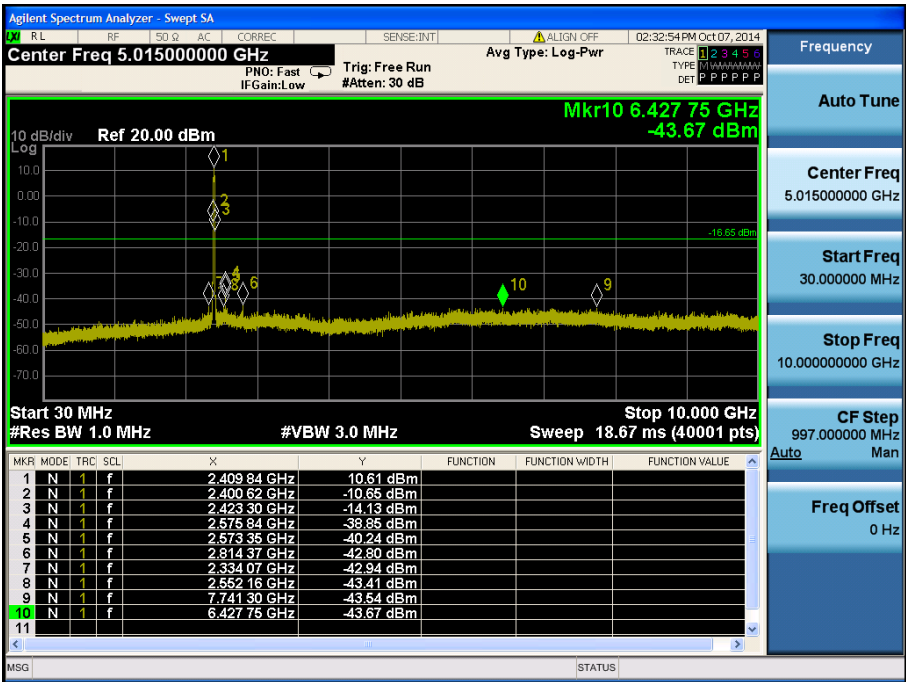 Agilent Spectrum Analyzer - Swept SA
LXI RL RF 50 Ω AC CORREC SENSE:INT ALIGN OFF 02:32:54 PM Oct 07, 2014
Center Freq 5.015000000 GHz
PNO: Fast
IFGain:Low
Trig: Free Run
#Atten: 30 dB
Avg Type: Log-Pwr
TRACE 1 2 3 4 5 6
TYPE M
DET P P P P P P
Mkr10 6.427 75 GHz
-43.67 dBm
10 dB/div Ref 20.00 dBm
Log
10.0
0.00
-10.0
-20.0
-30.0
-40.0
-50.0
-60.0
-70.0
-16.65 dBm
1
2
3
4
8
6
10
9
Start 30 MHz Stop 10.000 GHz
#Res BW 1.0 MHz #VBW 3.0 MHz Sweep 18.67 ms (40001 pts)
MKR MODE TRC SCL X Y FUNCTION FUNCTION WIDTH FUNCTION VALUE
1 N 1 f 2.409 84 GHz 10.61 dBm
2 N 1 f 2.400 62 GHz -10.65 dBm
3 N 1 f 2.423 30 GHz -14.13 dBm
4 N 1 f 2.575 84 GHz -38.85 dBm
5 N 1 f 2.573 35 GHz -40.24 dBm
6 N 1 f 2.814 37 GHz -42.80 dBm
7 N 1 f 2.334 07 GHz -42.94 dBm
8 N 1 f 2.552 16 GHz -43.41 dBm
9 N 1 f 7.741 30 GHz -43.54 dBm
10 N 1 f 6.427 75 GHz -43.67 dBm
11
MSG STATUS
Frequency
Auto Tune
Center Freq
5.015000000 GHz
Start Freq
30.000000 MHz
Stop Freq
10.000000000 GHz
CF Step
997.000000 MHz
Auto Man
Freq Offset
0 Hz